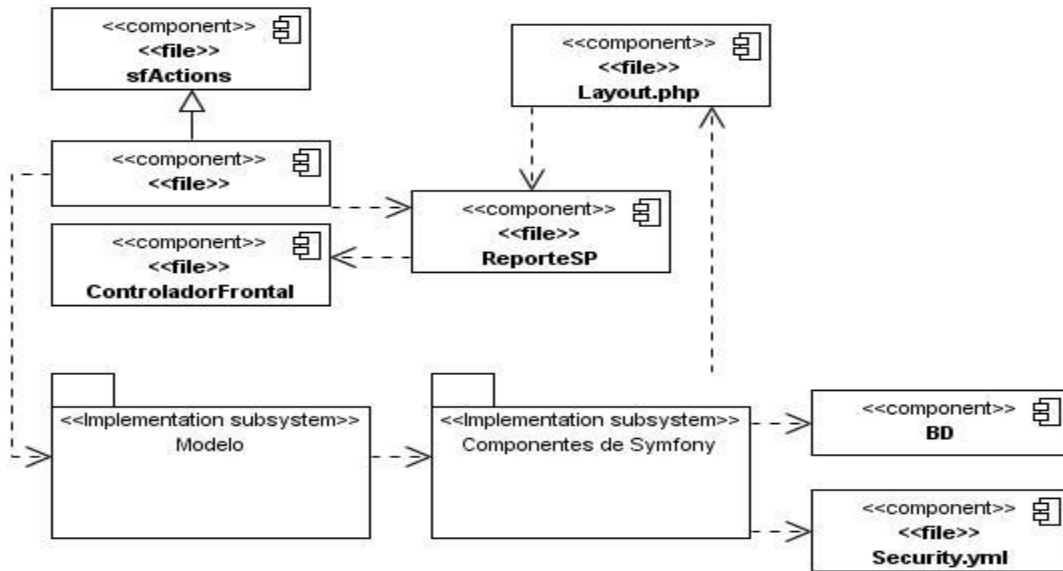 <<component>>
<<file>>
sfActions
<<component>>
<<file>>
Layout.php
<<component>>
<<file>>
<<component>>
<<file>>
ReporteSP
<<component>>
<<file>>
ControladorFrontal
<<Implementation subsystem>>
Modelo
<<Implementation subsystem>>
Componentes de Symfony
<<component>>
BD
<<component>>
<<file>>
Security.yml